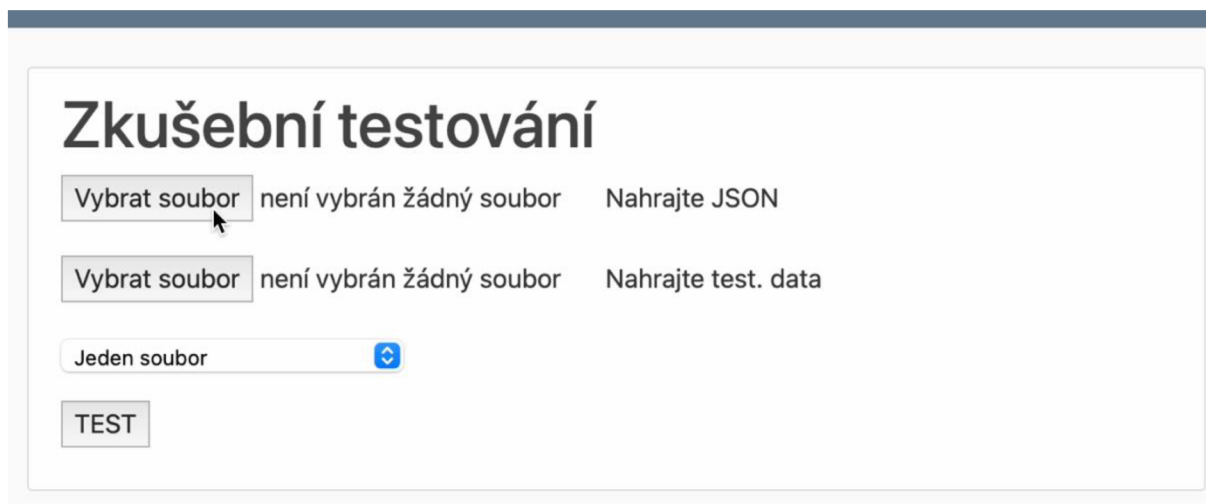 Zkušební testování
Vybrat soubor není vybrán žádný soubor Nahrajte JSON
Vybrat soubor není vybrán žádný soubor Nahrajte test. data
Jeden soubor
TEST